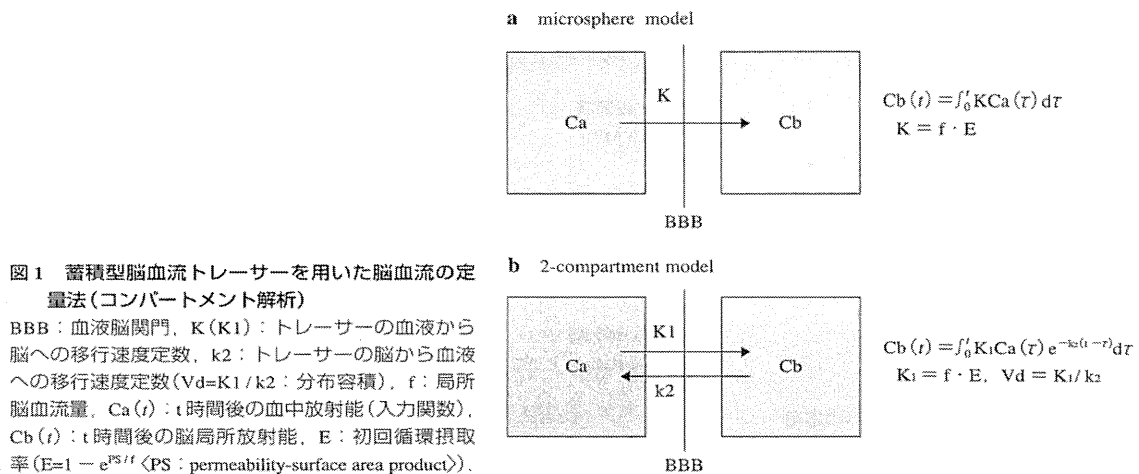 a microsphere model
Ca
K
Cb
BBB
Cb(t)=∫₀ᵗKCa(τ)dτ
K = f・E
b 2-compartment model
Ca
K1
k2
Cb
BBB
Cb(t)=∫₀ᵗK₁Ca(τ)e^{-k₂(t-τ)}dτ
K₁ = f・E, Vd = K₁/k₂
図1 蓄積型脳血流トレーサーを用いた脳血流の定
量法(コンパートメント解析)
BBB：血液脳関門，K(K1)：トレーサーの血液から
脳への移行速度定数，k2：トレーサーの脳から血液
への移行速度定数(Vd=K1/k2：分布容積)，f：局所
脳血流量，Ca(t)：t時間後の血中放射能(入力関数)，
Cb(t)：t時間後の脳局所放射能，E：初回循環摂取
率(E=1－e^{PS/f}〈PS：permeability-surface area product〉)．